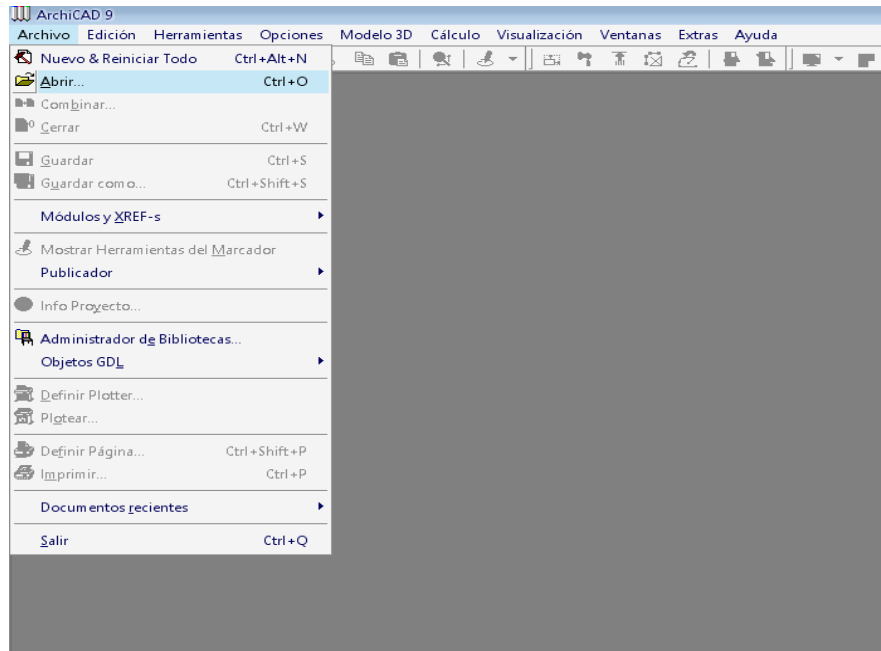 ArchiCAD 9
Archivo Edición Herramientas Opciones Modelo 3D Cálculo Visualización Ventanas Extras Ayuda
Nuevo & Reiniciar Todo Ctrl+Alt+N
Abrir... Ctrl+O
Combinar...
Cerrar Ctrl+W
Guardar Ctrl+S
Guardar como... Ctrl+Shift+S
Módulos y XREF-s
Mostrar Herramientas del Marcador
Publicador
Info Proyecto...
Administrador de Bibliotecas...
Objetos GDL
Definir Plotter...
Plotear...
Definir Página... Ctrl+Shift+P
Imprimir... Ctrl+P
Documentos recientes
Salir Ctrl+Q